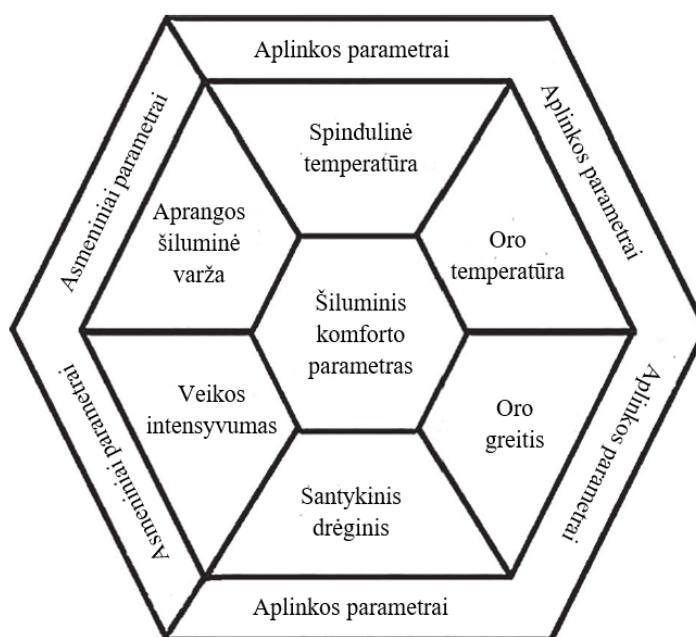 Aplinkos parametrai
Asmeniniai parametrai
Aplinkos parametrai
Spindulinė
temperatūra
Aprangos
šiluminė
varža
Oro
temperatūra
Šiluminis
komforto
parametras
Veikos
intensyvumas
Oro
greitis
Santykinis
drėginis
Asmeniniai parametrai
Aplinkos parametrai
Aplinkos parametrai